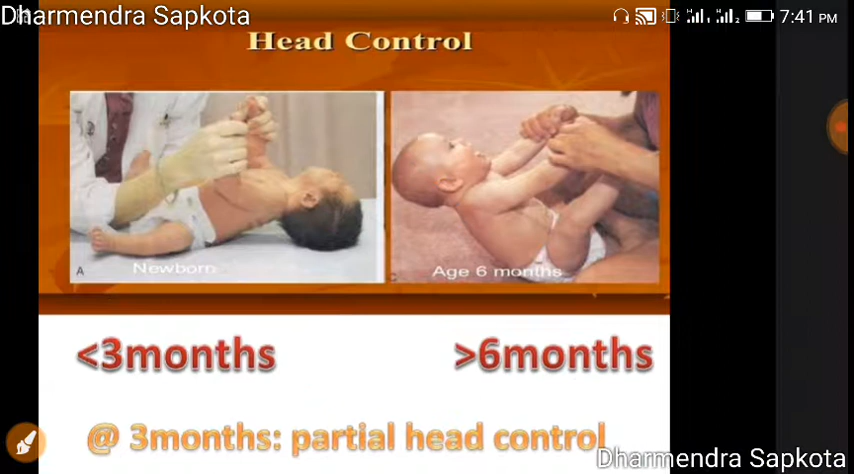 Dharmendra Sapkota
7:41 PM
Head Control
A
Newborn
C
Age 6 months
<3months
>6months
@ 3months: partial head control
Dharmendra Sapkota